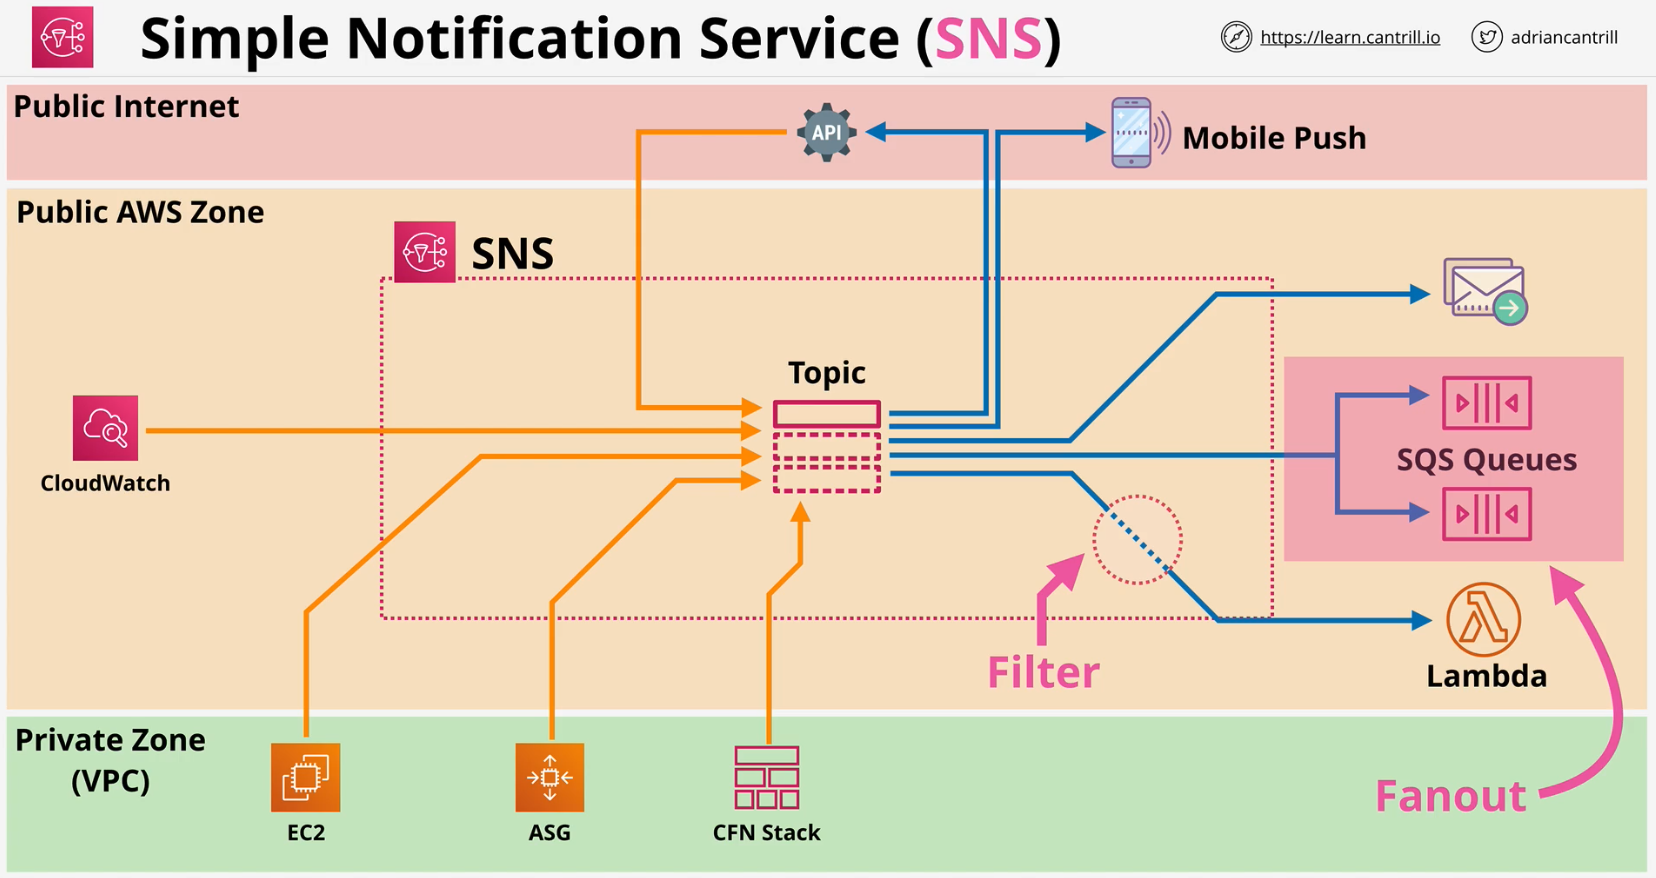 Simple Notification Service (SNS)
https://learn.cantrill.io
adriancantrill
Public Internet
API
Mobile Push
Public AWS Zone
SNS
Topic
CloudWatch
SQS Queues
Filter
Lambda
Private Zone
(VPC)
EC2
ASG
CFN Stack
Fanout